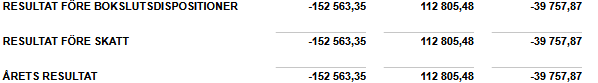 RESULTAT FÖRE BOKSLUTSDISPOSITIONER -152 563,35 112 805,48 -39 757,87
RESULTAT FÖRE SKATT -152 563,35 112 805,48 -39 757,87
ÅRETS RESULTAT -152 563,35 112 805,48 -39 757,87